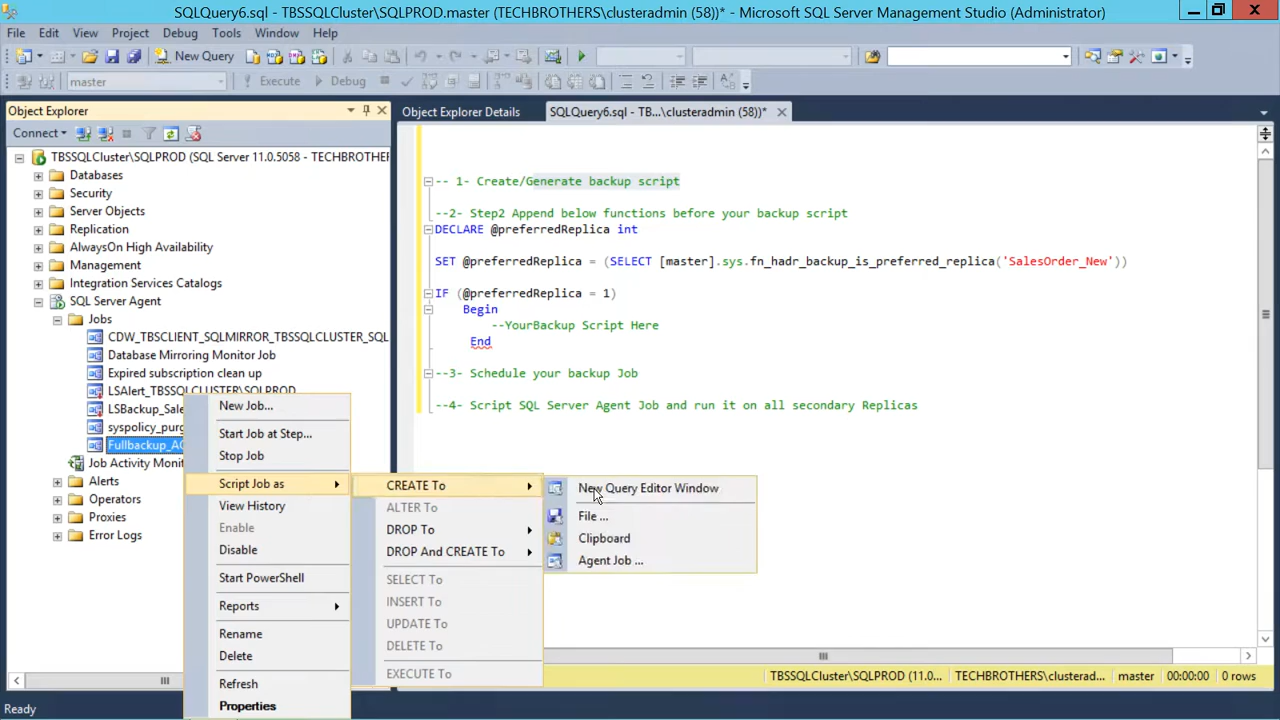 SQLQuery6.sql - TBSSQLCluster\SQLPROD.master (TECHBROTHERS\clusteradmin (58))* - Microsoft SQL Server Management Studio (Administrator)
File Edit View Project Debug Tools Window Help
New Query
master Execute Debug
Object Explorer
Object Explorer Details
SQLQuery6.sql - TB...\clusteradmin (58))*
Connect
TBSSQLCluster\SQLPROD (SQL Server 11.0.5058 - TECHBROTHER
Databases
Security
Server Objects
Replication
AlwaysOn High Availability
Management
Integration Services Catalogs
SQL Server Agent
Jobs
CDW_TBSCLIENT_SQLMIRROR_TBSSQLCLUSTER_SQL
Database Mirroring Monitor Job
Expired subscription clean up
LSAlert_TBSSQLCLUSTER\SQLPROD
LSBackup_Sale
syspolicy_purg
Fullbackup_AO
Job Activity Monit
Alerts
Operators
Proxies
Error Logs
-- 1- Create/Generate backup script
--2- Step2 Append below functions before your backup script
DECLARE @preferredReplica int
SET @preferredReplica = (SELECT [master].sys.fn_hadr_backup_is_preferred_replica('SalesOrder_New'))
IF (@preferredReplica = 1)
Begin
--YourBackup Script Here
End
--3- Schedule your backup Job
--4- Script SQL Server Agent Job and run it on all secondary Replicas
New Job...
Start Job at Step...
Stop Job
Script Job as
View History
Enable
Disable
Start PowerShell
Reports
Rename
Delete
Refresh
Properties
CREATE To
ALTER To
DROP To
DROP And CREATE To
SELECT To
INSERT To
UPDATE To
DELETE To
EXECUTE To
New Query Editor Window
File ...
Clipboard
Agent Job ...
TBSSQLCluster\SQLPROD (11.0... TECHBROTHERS\clusterad... master 00:00:00 0 rows
Ready